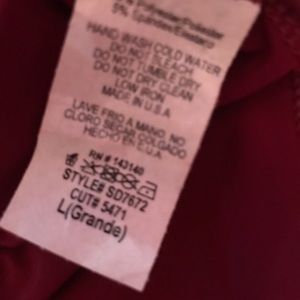 % Polyester/Poliester
5% Spandex/Elastano
HAND WASH COLD WATER
DO NOT BLEACH
DO NOT TUMBLE DRY
DO NOT DRY CLEAN
LOW IRON
MADE IN U.S.A
LAVE FRIO A MANO, NO
CLORO SECAR COLGADO
HECHO EN E.U.A.
RN # 143140
STYLE# SD7672
CUT# 5471
L(Grande)